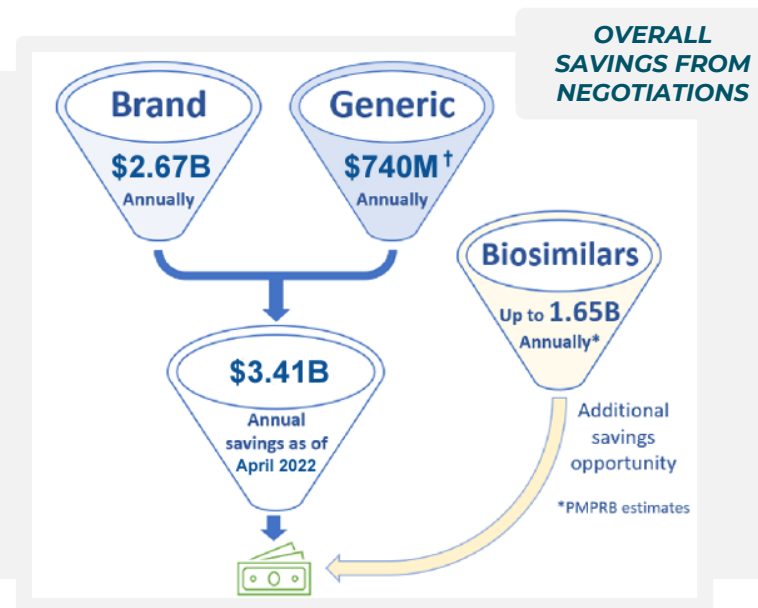 OVERALL
SAVINGS FROM
NEGOTIATIONS
Brand
$2.67B
Annually
Generic
$740M†
Annually
Biosimilars
Up to 1.65B
Annually*
$3.41B
Annual
savings as of
April 2022
Additional
savings
opportunity
*PMPRB estimates